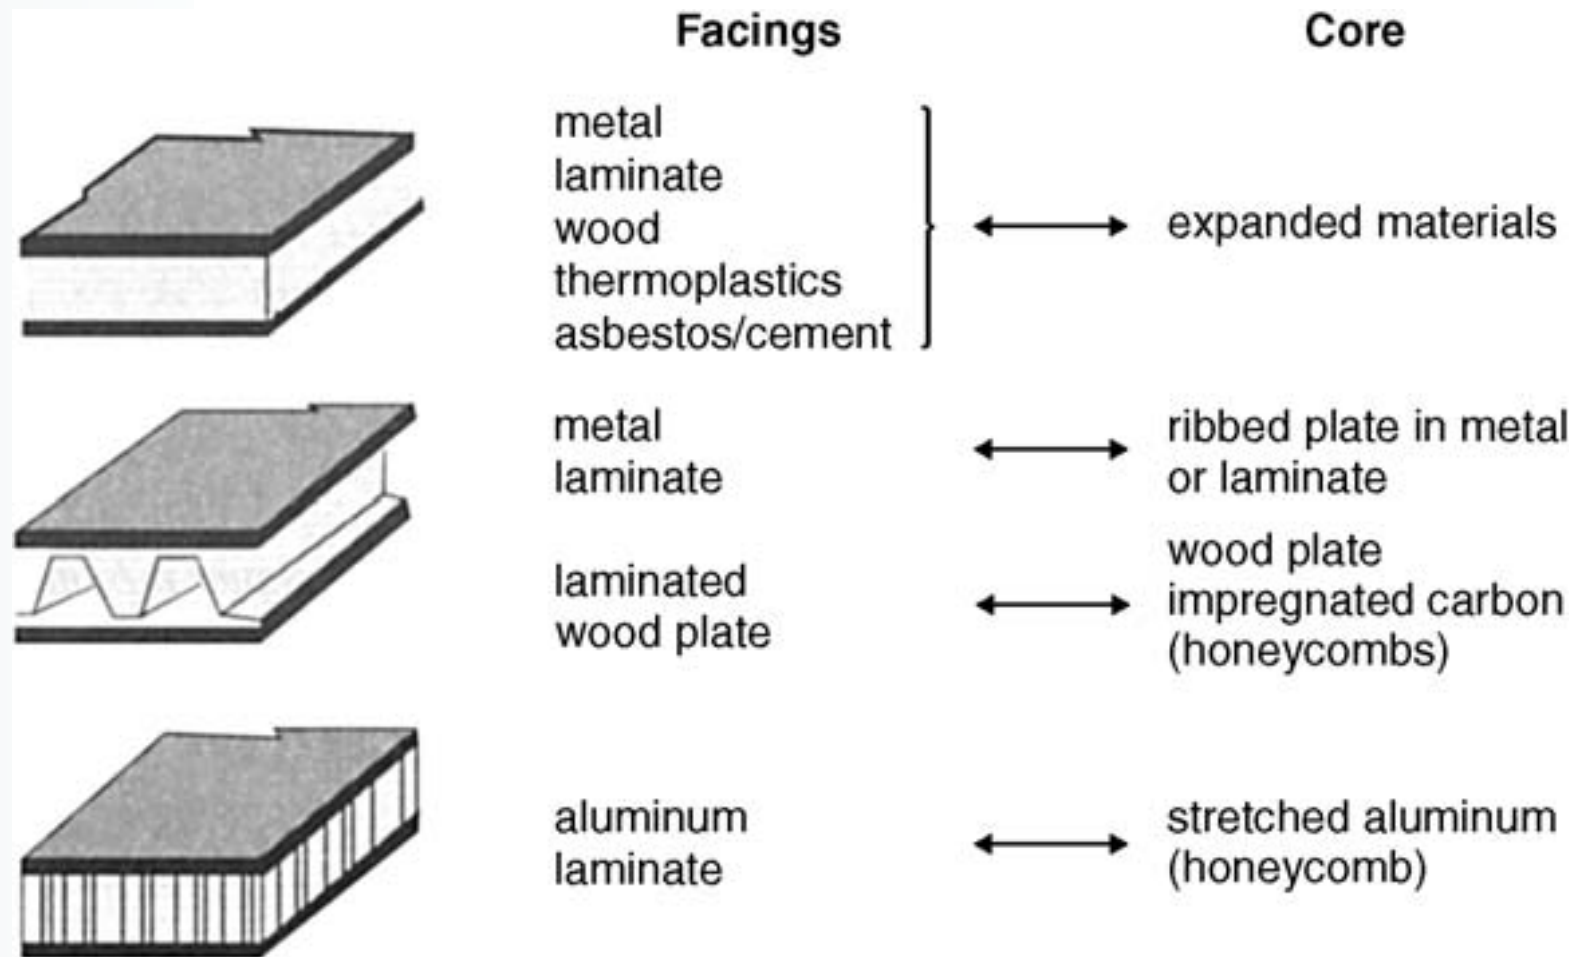 Facings
Core
metal
laminate
wood
thermoplastics
asbestos/cement
expanded materials
metal
laminate
ribbed plate in metal
or laminate
laminated
wood plate
wood plate
impregnated carbon
(honeycombs)
aluminum
laminate
stretched aluminum
(honeycomb)